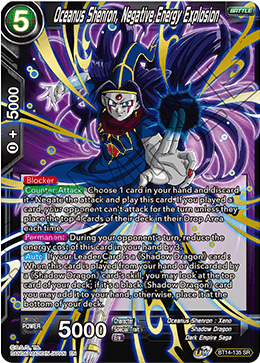 Oceanus Shenron, Negative Energy Explosion
BATTLE
5
0 + 5000
Blocker
Counter:Attack Choose 1 card in your hand and discard
it : Negate the attack and play this card. If you played a
card, your opponent can't attack for the turn unless they
place the top 4 cards of their deck in their Drop Area
each time.
Permanent: During your opponent's turn, reduce the
energy cost of this card in your hand by 3.
Auto If your Leader Card is a ‹Shadow Dragon› card :
When this card is played from your hand or discarded by
a ‹Shadow Dragon› card's skill, you may look at the top
card of your deck; if it is a black ‹Shadow Dragon› card
you may add it to your hand, otherwise, place it at the
bottom of your deck.
POWER
5000
Character
Oceanus Shenron : Xeno
Special Trait
Shadow Dragon
Era
Dark Empire Saga
BT14-135 SR